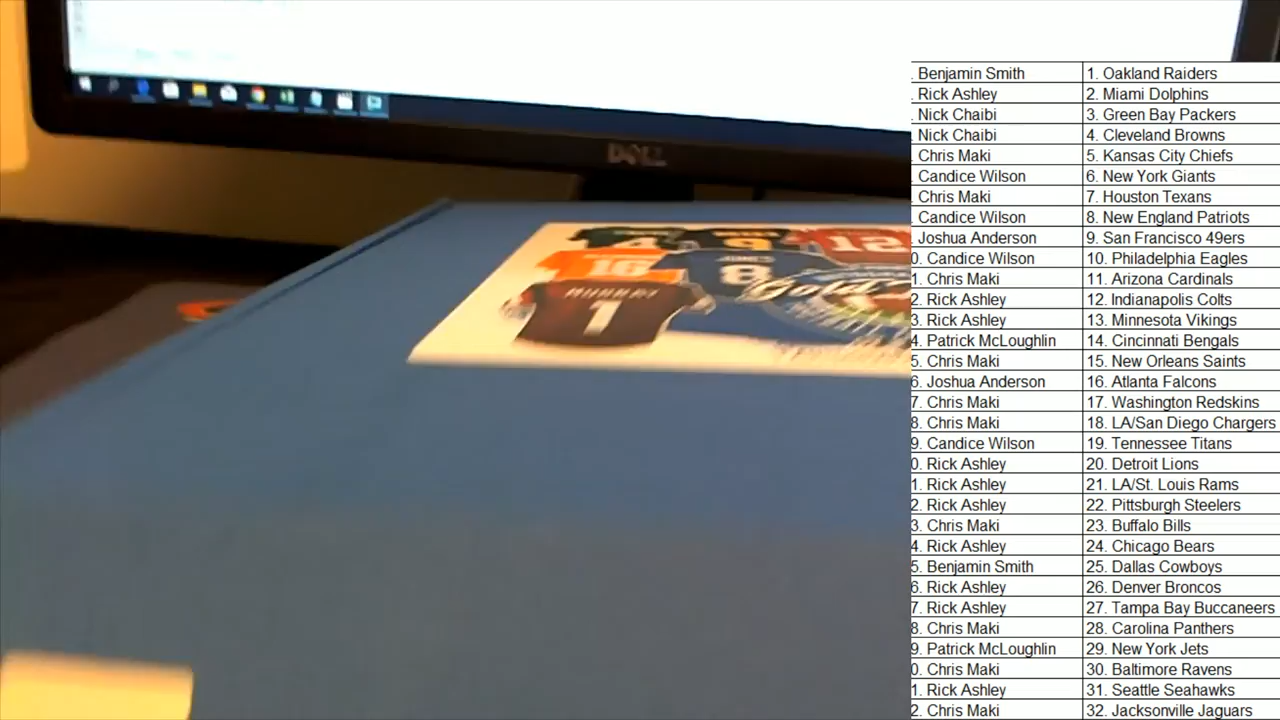 DELL
4 9 12
16 JONES 8
MURRAY 1
Gold
. Benjamin Smith 1. Oakland Raiders
. Rick Ashley 2. Miami Dolphins
. Nick Chaibi 3. Green Bay Packers
. Nick Chaibi 4. Cleveland Browns
. Chris Maki 5. Kansas City Chiefs
. Candice Wilson 6. New York Giants
. Chris Maki 7. Houston Texans
. Candice Wilson 8. New England Patriots
. Joshua Anderson 9. San Francisco 49ers
0. Candice Wilson 10. Philadelphia Eagles
1. Chris Maki 11. Arizona Cardinals
2. Rick Ashley 12. Indianapolis Colts
3. Rick Ashley 13. Minnesota Vikings
4. Patrick McLoughlin 14. Cincinnati Bengals
5. Chris Maki 15. New Orleans Saints
6. Joshua Anderson 16. Atlanta Falcons
7. Chris Maki 17. Washington Redskins
8. Chris Maki 18. LA/San Diego Chargers
9. Candice Wilson 19. Tennessee Titans
0. Rick Ashley 20. Detroit Lions
1. Rick Ashley 21. LA/St. Louis Rams
2. Rick Ashley 22. Pittsburgh Steelers
3. Chris Maki 23. Buffalo Bills
4. Rick Ashley 24. Chicago Bears
5. Benjamin Smith 25. Dallas Cowboys
6. Rick Ashley 26. Denver Broncos
7. Rick Ashley 27. Tampa Bay Buccaneers
8. Chris Maki 28. Carolina Panthers
9. Patrick McLoughlin 29. New York Jets
0. Chris Maki 30. Baltimore Ravens
1. Rick Ashley 31. Seattle Seahawks
2. Chris Maki 32. Jacksonville Jaguars